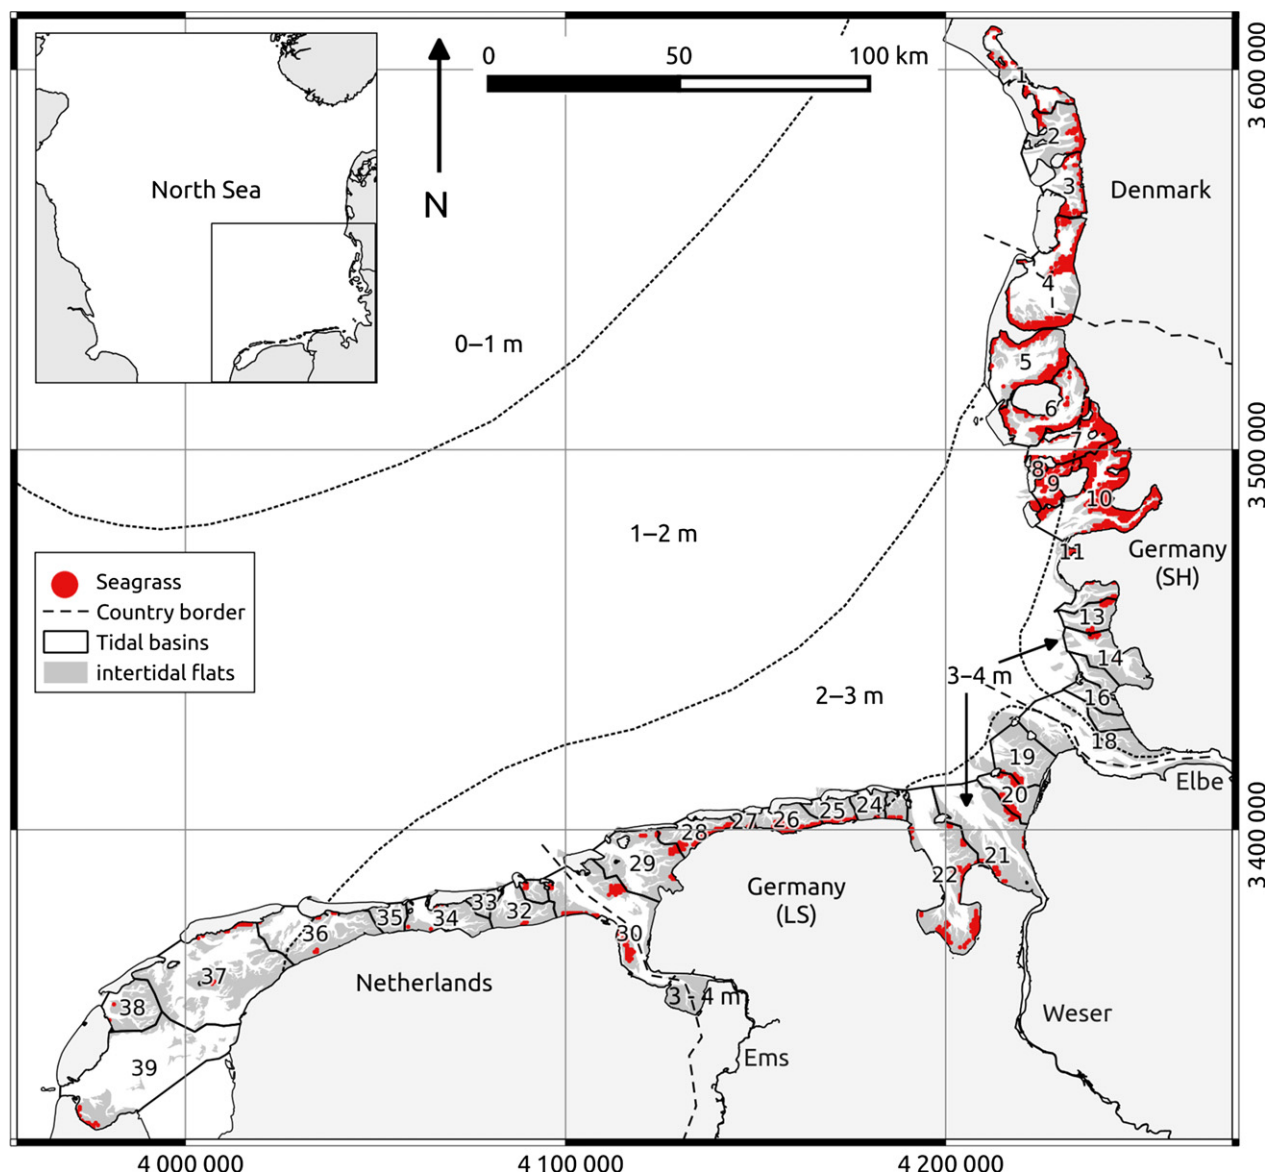 0 50 100 km
N
North Sea
Denmark
0–1 m
1–2 m
2–3 m
3–4 m
Germany
(SH)
Seagrass
Country border
Tidal basins
intertidal flats
1
2
3
4
5
6
7
8
9
10
11
13
14
16
18
19
20
21
22
24
25
26
27
28
29
30
32
33
34
35
36
37
38
39
Elbe
Germany
(LS)
Netherlands
3 - 4 m
Weser
Ems
3 600 000
3 500 000
3 400 000
4 000 000 4 100 000 4 200 000